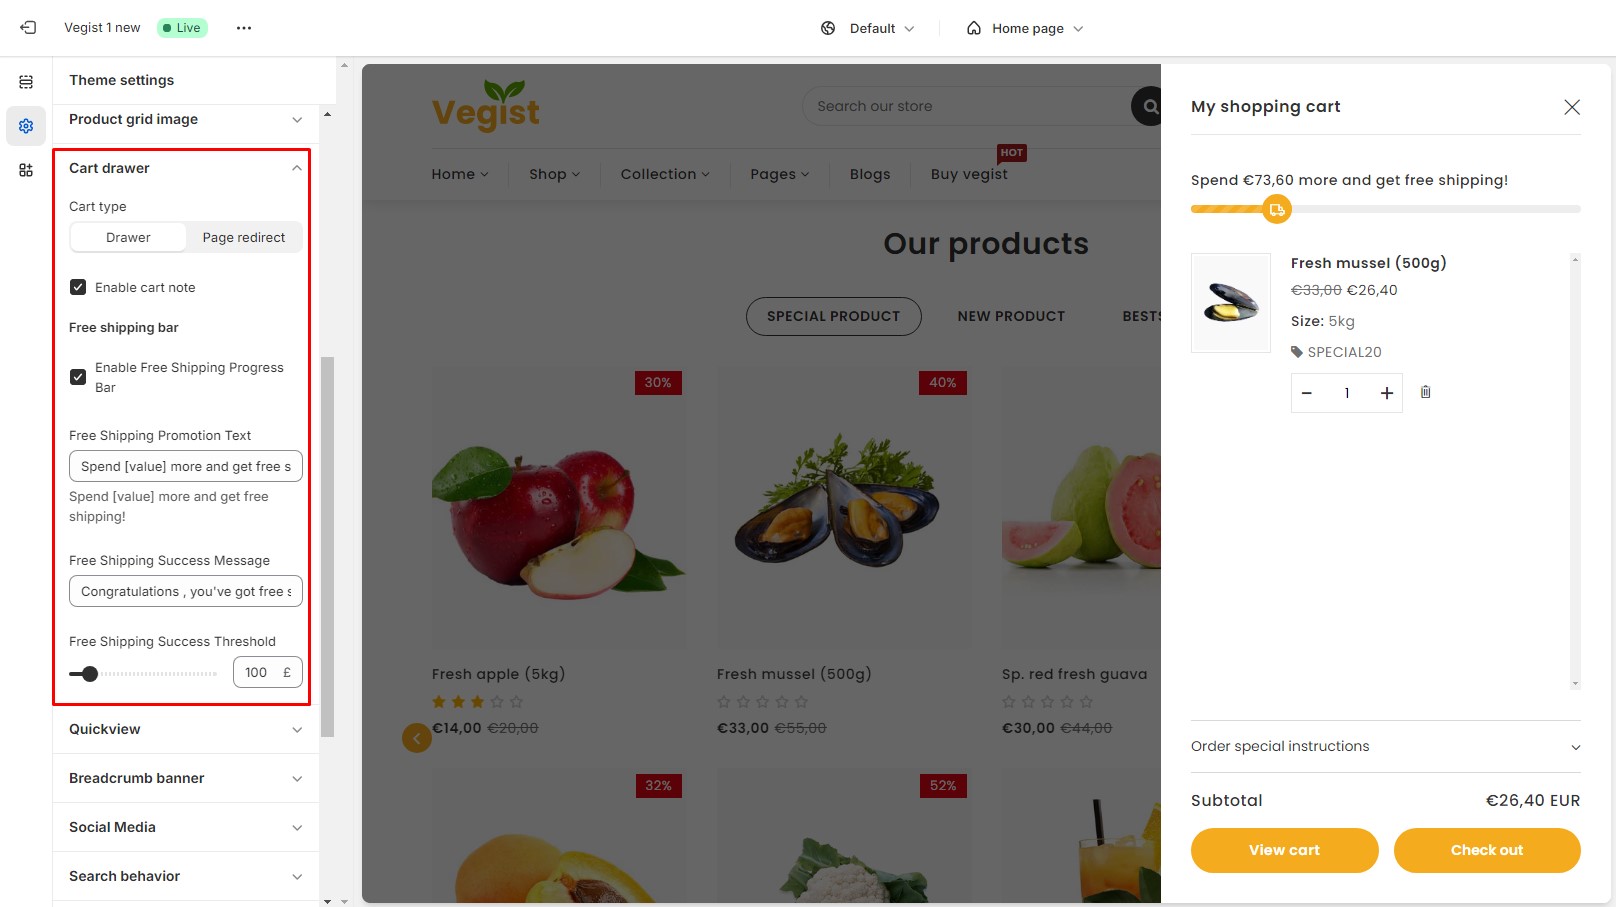 Vegist 1 new
Live
Default
Home page
Theme settings
Product grid image
Cart drawer
Cart type
Drawer
Page redirect
Enable cart note
Free shipping bar
Enable Free Shipping Progress
Bar
Free Shipping Promotion Text
Spend [value] more and get free s
Spend [value] more and get free
shipping!
Free Shipping Success Message
Congratulations , you've got free s
Free Shipping Success Threshold
100 £
Quickview
Breadcrumb banner
Social Media
Search behavior
Vegist
Search our store
HOT
Home
Shop
Collection
Pages
Blogs
Buy vegist
Our products
SPECIAL PRODUCT
NEW PRODUCT
BESTS
30%
40%
Fresh apple (5kg)
€14,00 €20,00
Fresh mussel (500g)
€33,00 €55,00
Sp. red fresh guava
€30,00 €44,00
32%
52%
My shopping cart
Spend €73,60 more and get free shipping!
Fresh mussel (500g)
€33,00 €26,40
Size: 5kg
SPECIAL20
1
Order special instructions
Subtotal
€26,40 EUR
View cart
Check out